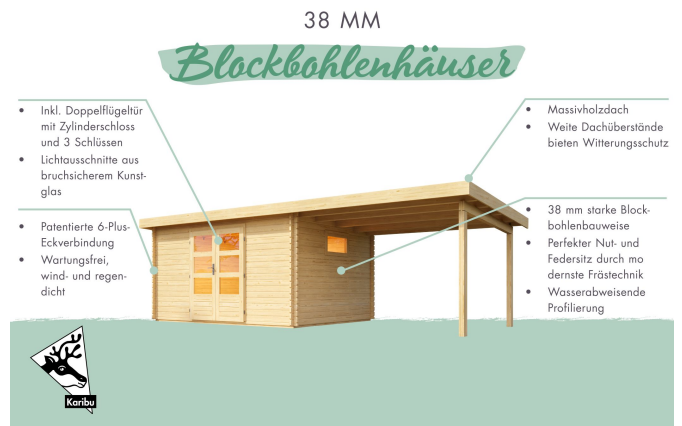 38 MM
Blockbohlenhäuser
• Inkl. Doppelflügeltür
mit Zylinderschloss
und 3 Schlüssen
• Lichtausschnitte aus
bruchsicherem Kunst-
glas
• Patentierte 6-Plus-
Eckverbindung
• Wartungsfrei,
wind- und regen-
dicht
• Massivholzdach
• Weite Dachüberstände
bieten Witterungsschutz
• 38 mm starke Block-
bohlenbauweise
• Perfekter Nut- und
Federsitz durch mo
dernste Frästechnik
• Wasserabweisende
Profilierung
Karibu